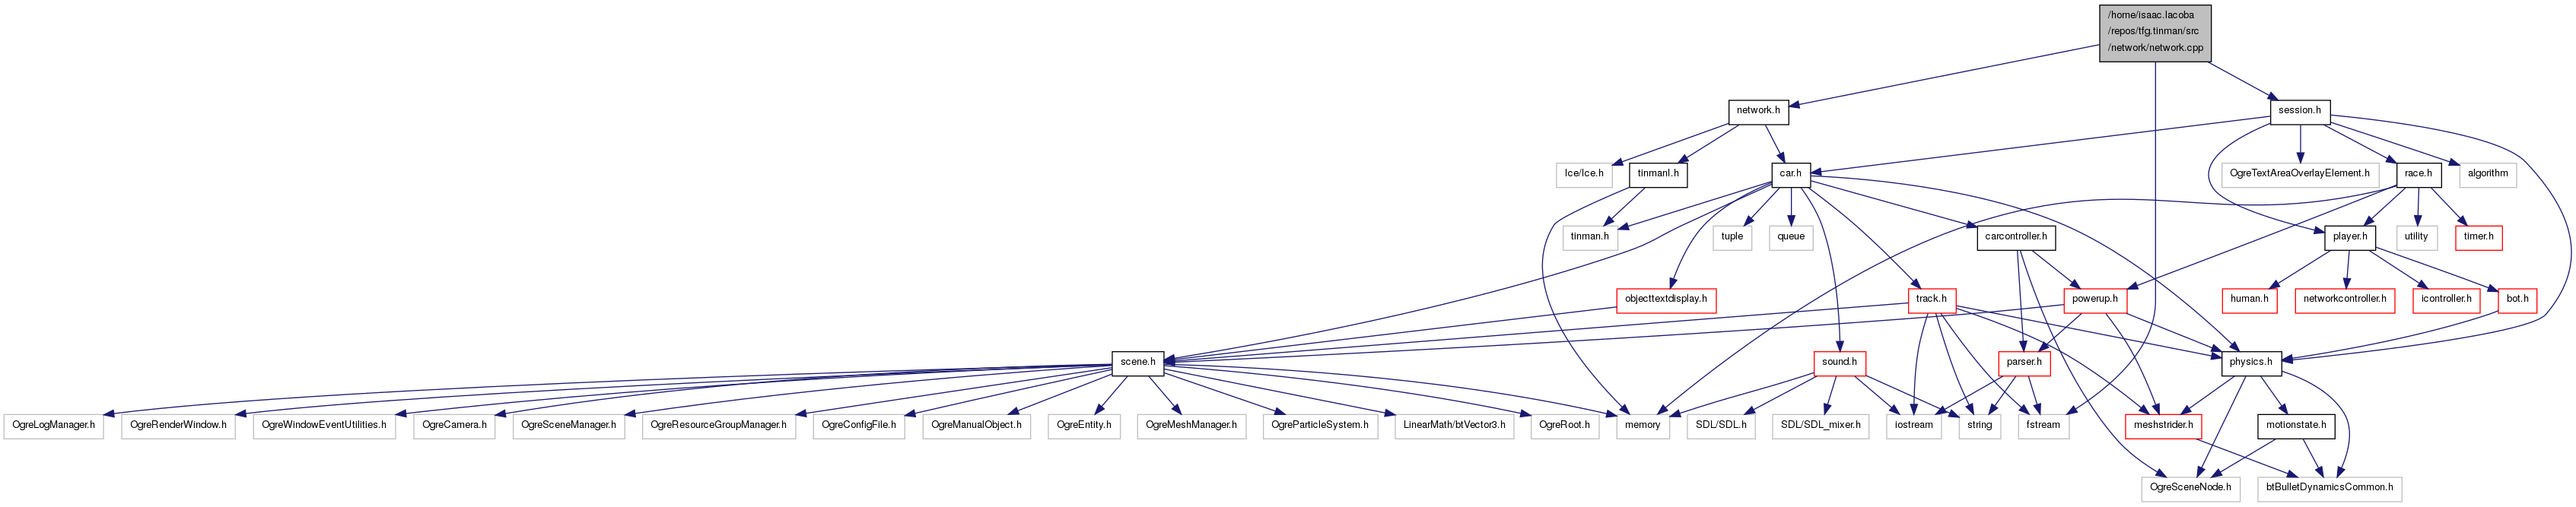 /home/isaac.lacoba
/repos/tfg.tinman/src
/network/network.cpp
network.h
session.h
Ice/Ice.h
tinmanI.h
car.h
OgreTextAreaOverlayElement.h
race.h
algorithm
tinman.h
tuple
queue
carcontroller.h
player.h
utility
timer.h
objecttextdisplay.h
track.h
powerup.h
human.h
networkcontroller.h
icontroller.h
bot.h
scene.h
sound.h
parser.h
physics.h
OgreLogManager.h
OgreRenderWindow.h
OgreWindowEventUtilities.h
OgreCamera.h
OgreSceneManager.h
OgreResourceGroupManager.h
OgreConfigFile.h
OgreManualObject.h
OgreEntity.h
OgreMeshManager.h
OgreParticleSystem.h
LinearMath/btVector3.h
OgreRoot.h
memory
SDL/SDL.h
SDL/SDL_mixer.h
iostream
string
fstream
meshstrider.h
motionstate.h
OgreSceneNode.h
btBulletDynamicsCommon.h